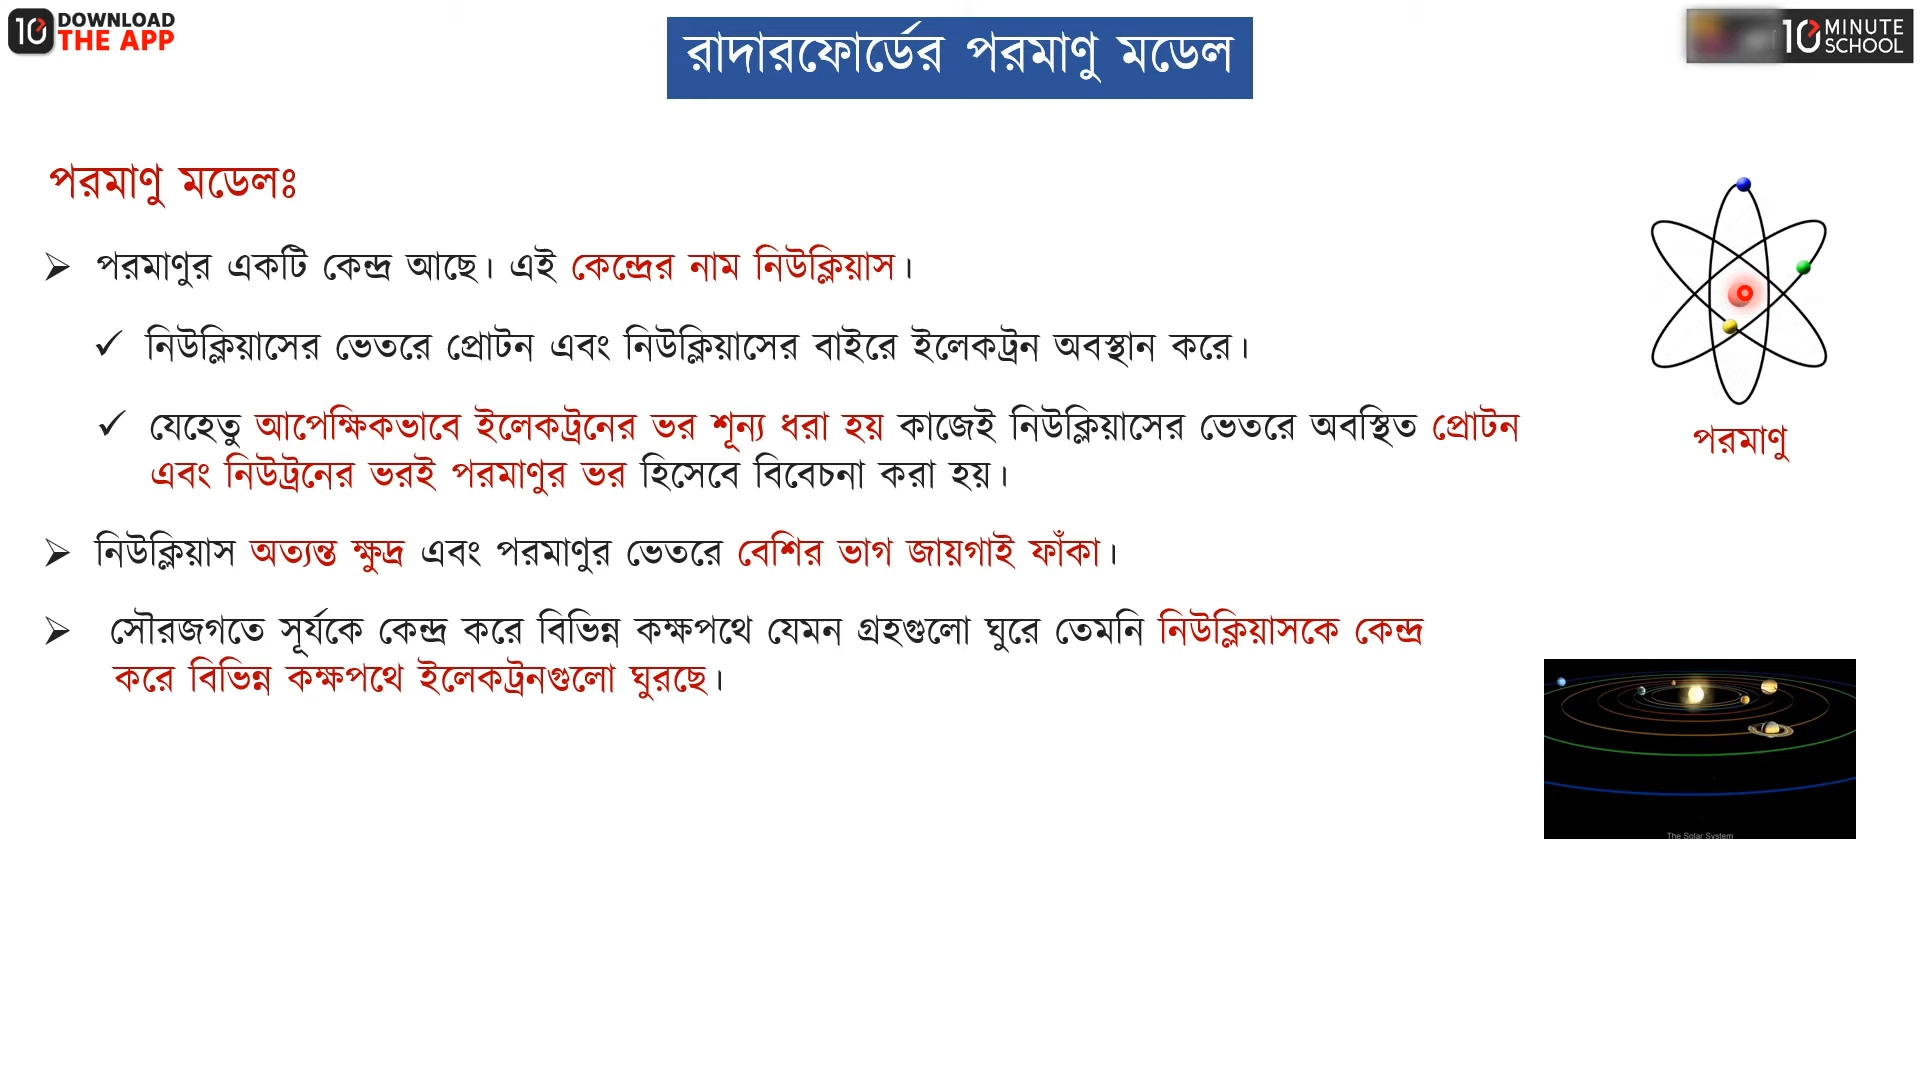 10 DOWNLOAD
THE APP
রাদারফোর্ডের পরমাণু মডেল
10 MINUTE
SCHOOL
পরমাণু মডেলঃ
➢ পরমাণুর একটি কেন্দ্র আছে। এই কেন্দ্রের নাম নিউক্লিয়াস।
✓ নিউক্লিয়াসের ভেতরে প্রোটন এবং নিউক্লিয়াসের বাইরে ইলেকট্রন অবস্থান করে।
✓ যেহেতু আপেক্ষিকভাবে ইলেকট্রনের ভর শূন্য ধরা হয় কাজেই নিউক্লিয়াসের ভেতরে অবস্থিত প্রোটন
এবং নিউট্রনের ভরই পরমাণুর ভর হিসেবে বিবেচনা করা হয়।
পরমাণু
➢ নিউক্লিয়াস অত্যন্ত ক্ষুদ্র এবং পরমাণুর ভেতরে বেশির ভাগ জায়গাই ফাঁকা।
➢ সৌরজগতে সূর্যকে কেন্দ্র করে বিভিন্ন কক্ষপথে যেমন গ্রহগুলো ঘুরে তেমনি নিউক্লিয়াসকে কেন্দ্র
করে বিভিন্ন কক্ষপথে ইলেকট্রনগুলো ঘুরছে।
The Solar System